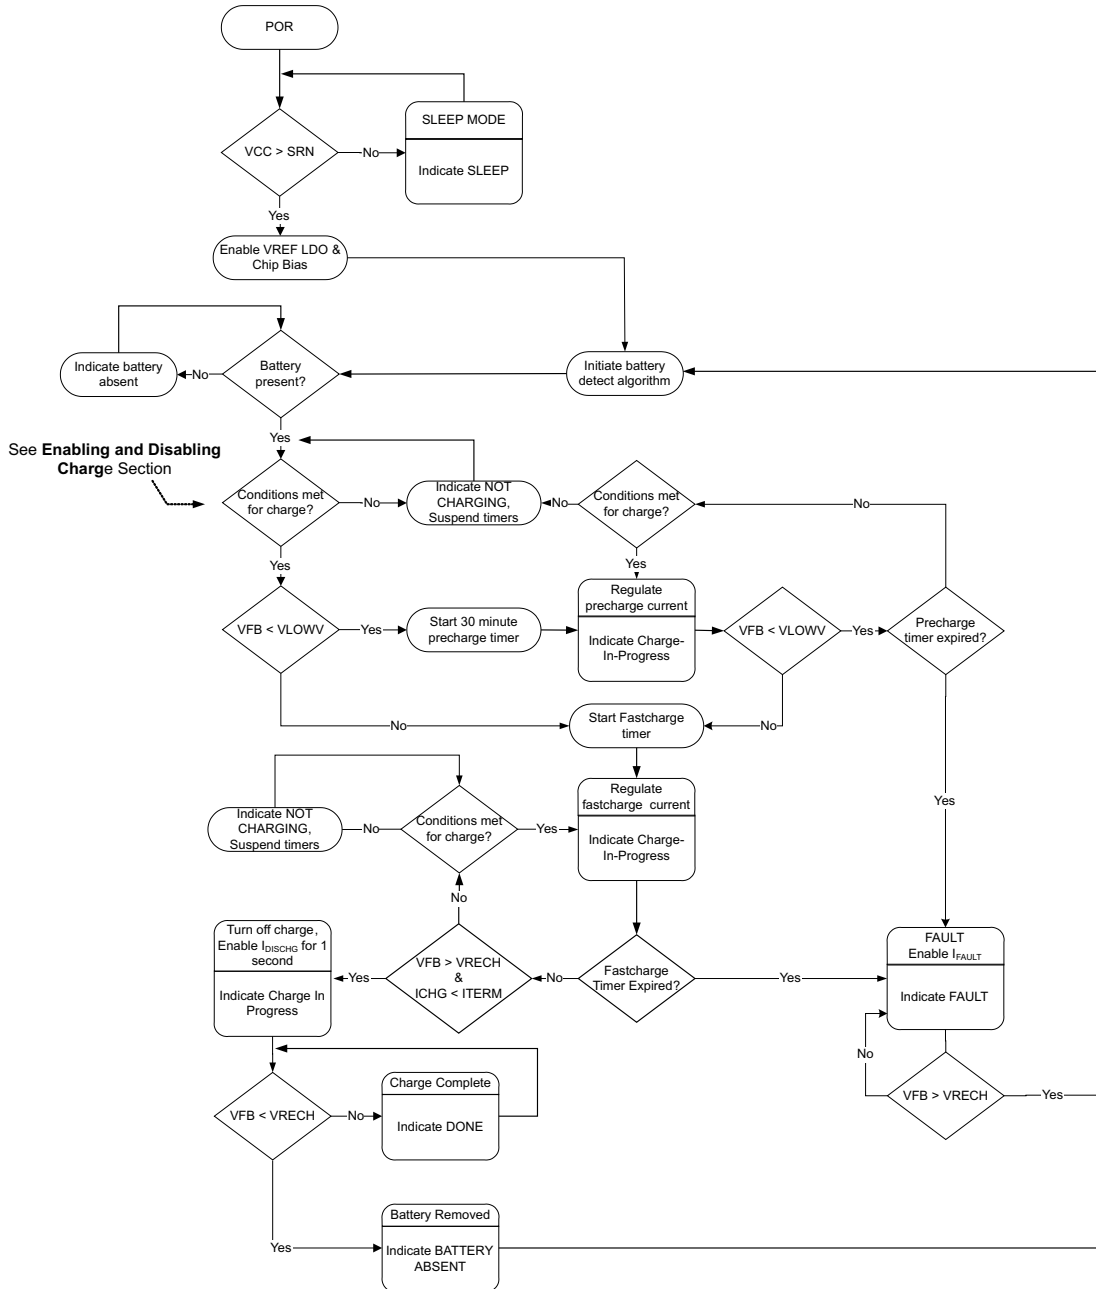 POR
SLEEP MODE
VCC > SRN
No
Indicate SLEEP
Yes
Enable VREF LDO &
Chip Bias
Indicate battery
absent
No
Battery
present?
Initiate battery
detect algorithm
Yes
See Enabling and Disabling
Charge Section
Conditions met
for charge?
No
Indicate NOT
CHARGING,
Suspend timers
No
Conditions met
for charge?
No
Yes
Yes
VFB < VLOWV
Yes
Start 30 minute
precharge timer
Regulate
precharge current
Indicate Charge-
In-Progress
VFB < VLOWV
Yes
Precharge
timer expired?
No
Start Fastcharge
timer
No
Indicate NOT
CHARGING,
Suspend timers
No
Conditions met
for charge?
Yes
Regulate
fastcharge current
Indicate Charge-
In-Progress
Yes
No
Turn off charge,
Enable IDISCHG for 1
second
Indicate Charge In
Progress
Yes
VFB > VRECH
&
ICHG < ITERM
No
Fastcharge
Timer Expired?
Yes
FAULT
Enable IFAULT
Indicate FAULT
No
VFB > VRECH
Yes
VFB < VRECH
No
Charge Complete
Indicate DONE
Yes
Battery Removed
Indicate BATTERY
ABSENT